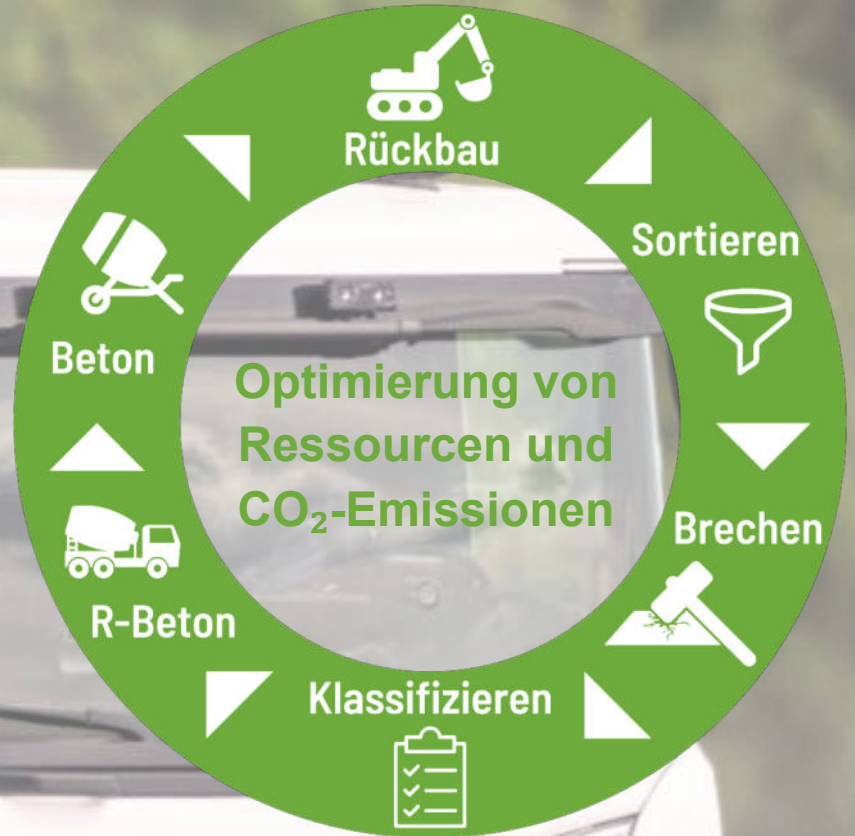 Rückbau
Sortieren
Brechen
Klassifizieren
R-Beton
Beton
Optimierung von
Ressourcen und
CO₂-Emissionen